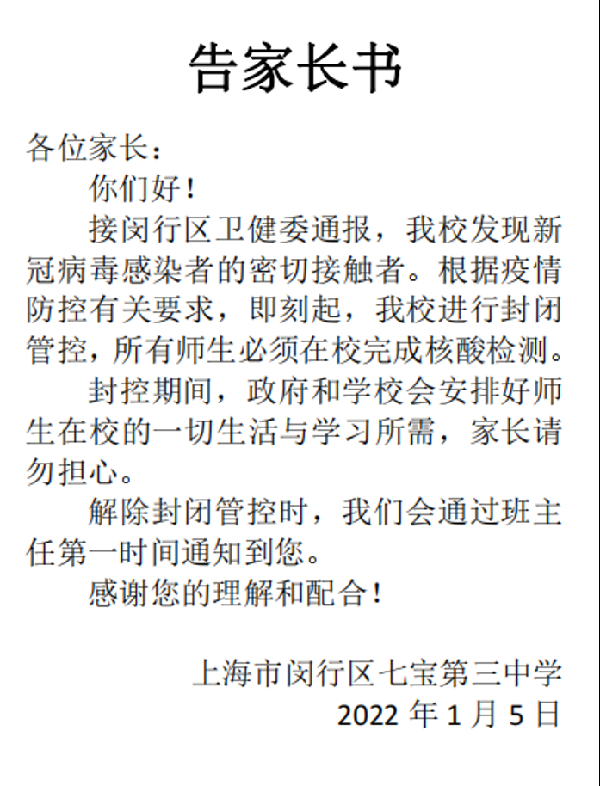 告家长书
各位家长：
你们好！
接闵行区卫健委通报，我校发现新
冠病毒感染者的密切接触者。根据疫情
防控有关要求，即刻起，我校进行封闭
管控，所有师生必须在校完成核酸检测。
封控期间，政府和学校会安排好师
生在校的一切生活与学习所需，家长请
勿担心。
解除封闭管控时，我们会通过班主
任第一时间通知到您。
感谢您的理解和配合！
上海市闵行区七宝第三中学
2022 年 1 月 5 日